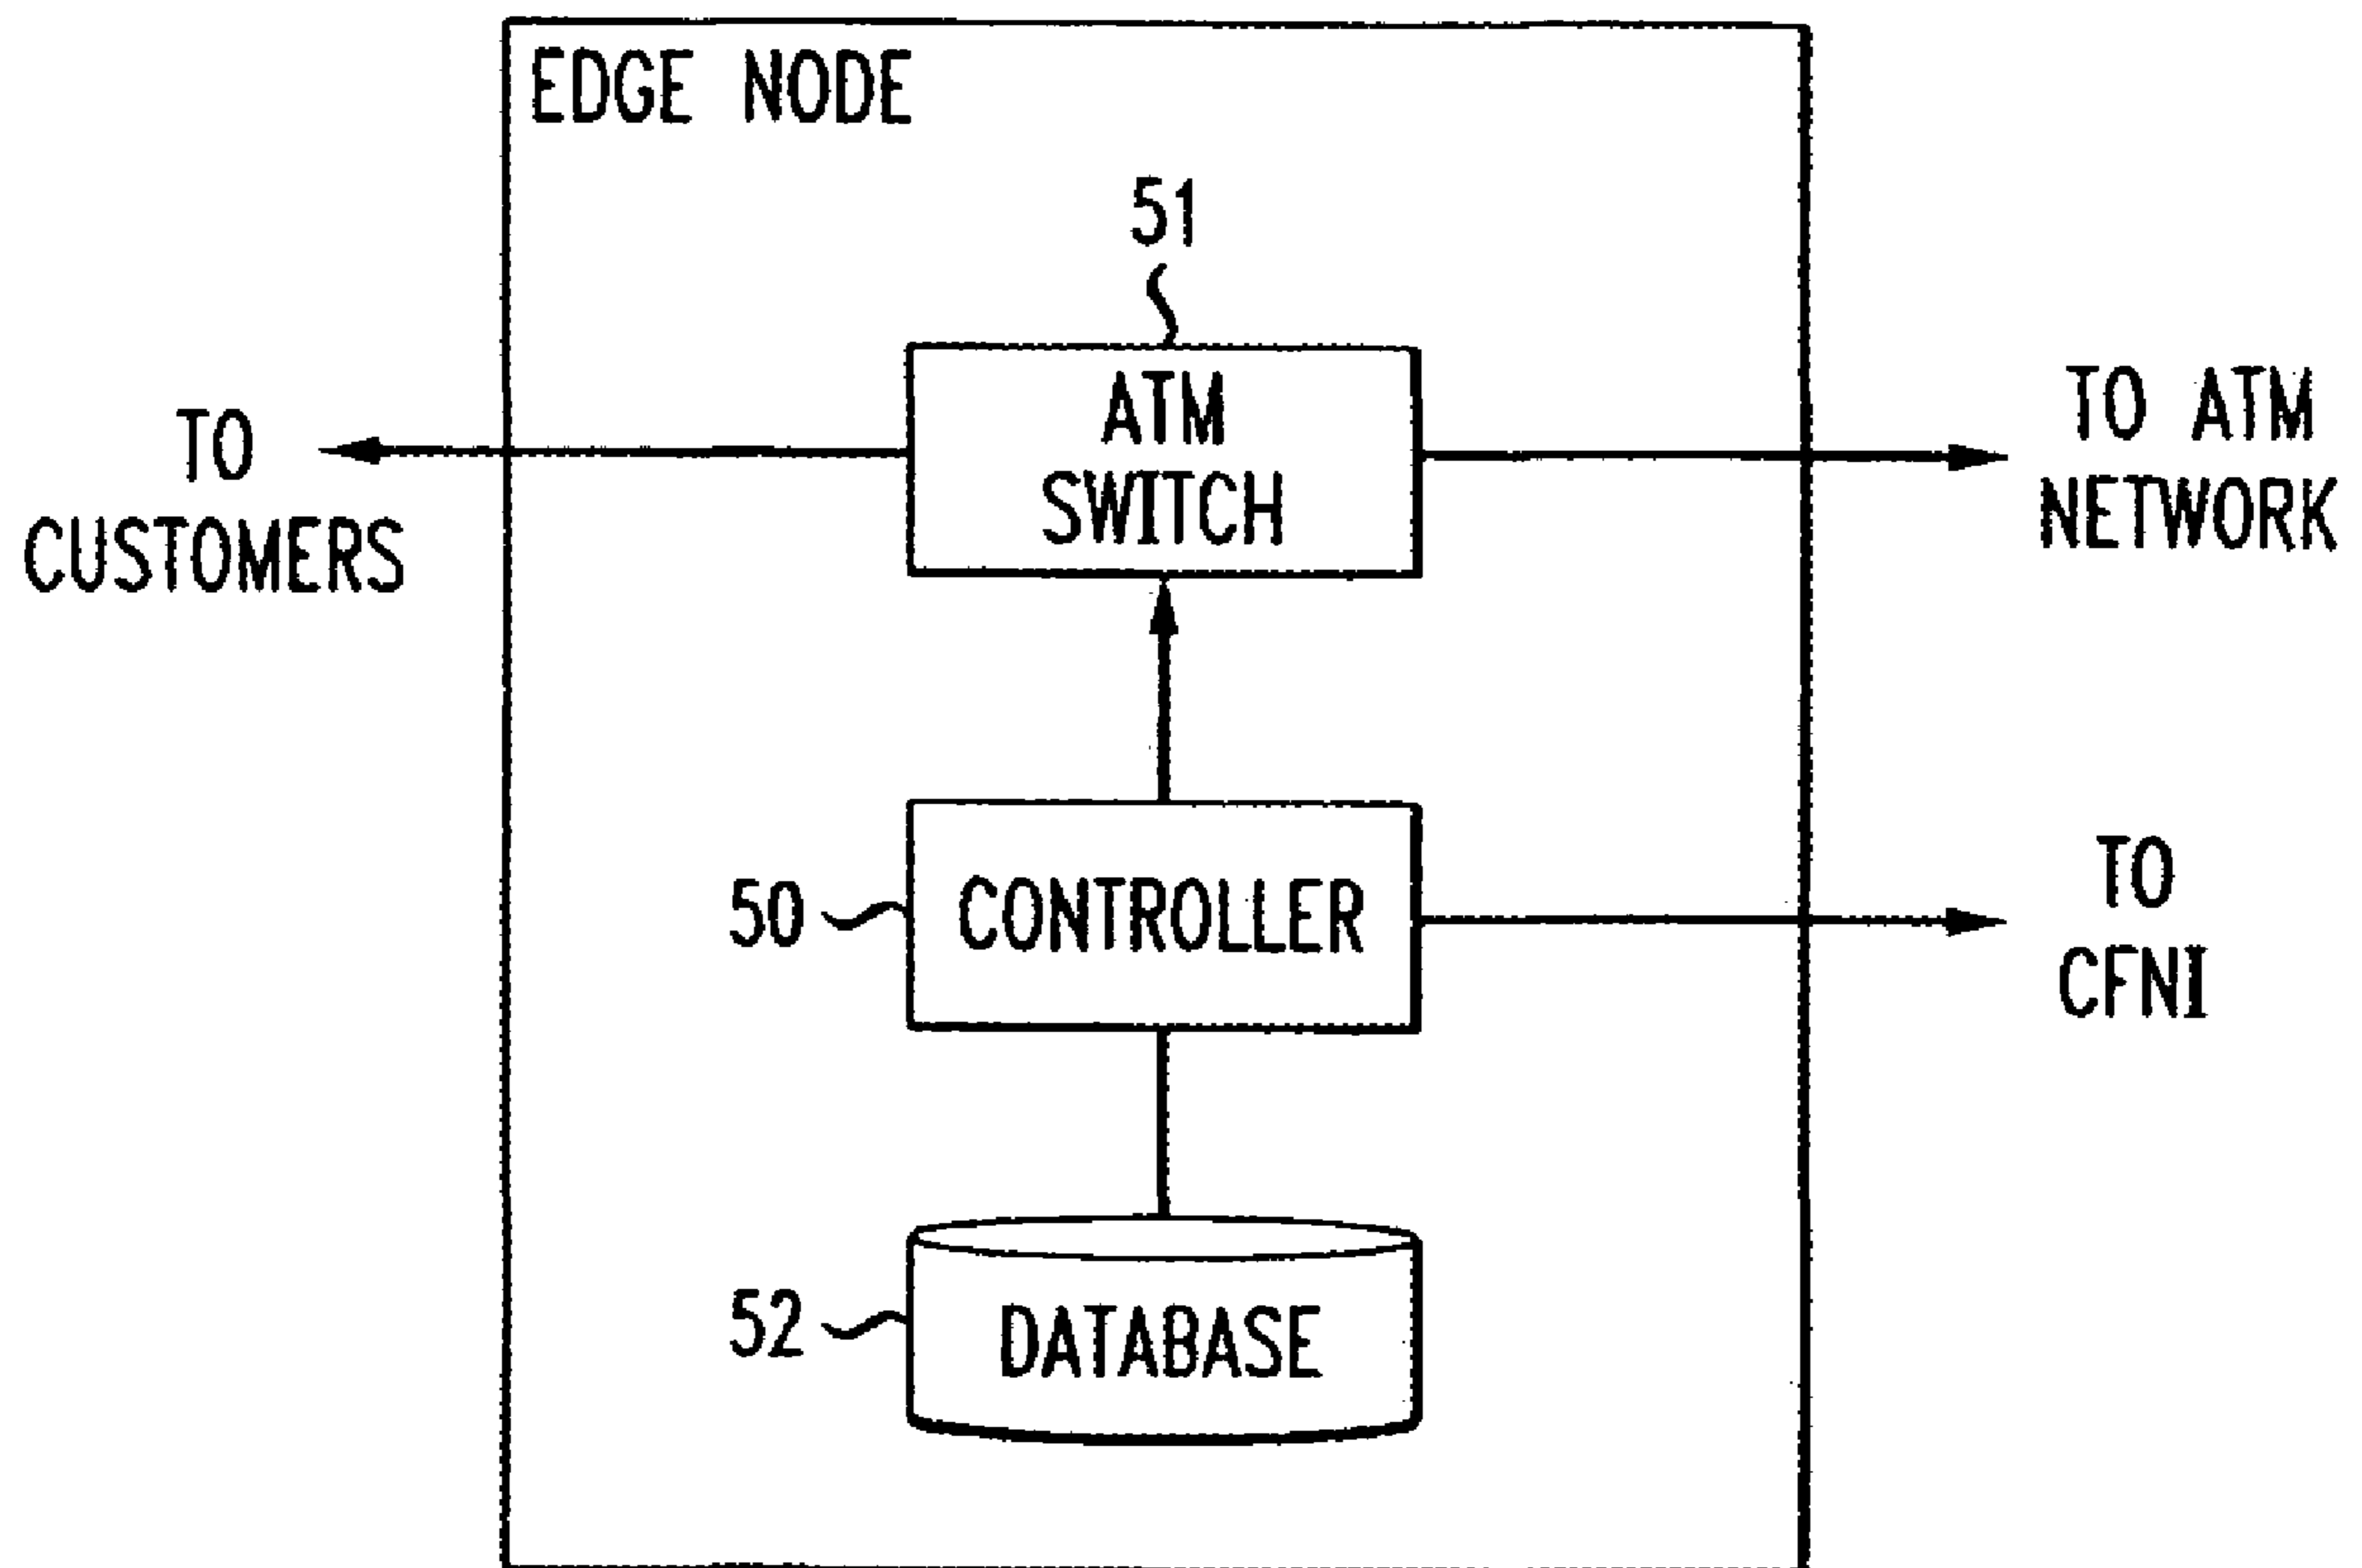 EDGE NODE
51
ATM
SWITCH
TO
CUSTOMERS
TO ATM
NETWORK
50
CONTROLLER
TO
CFNI
52
DATABASE